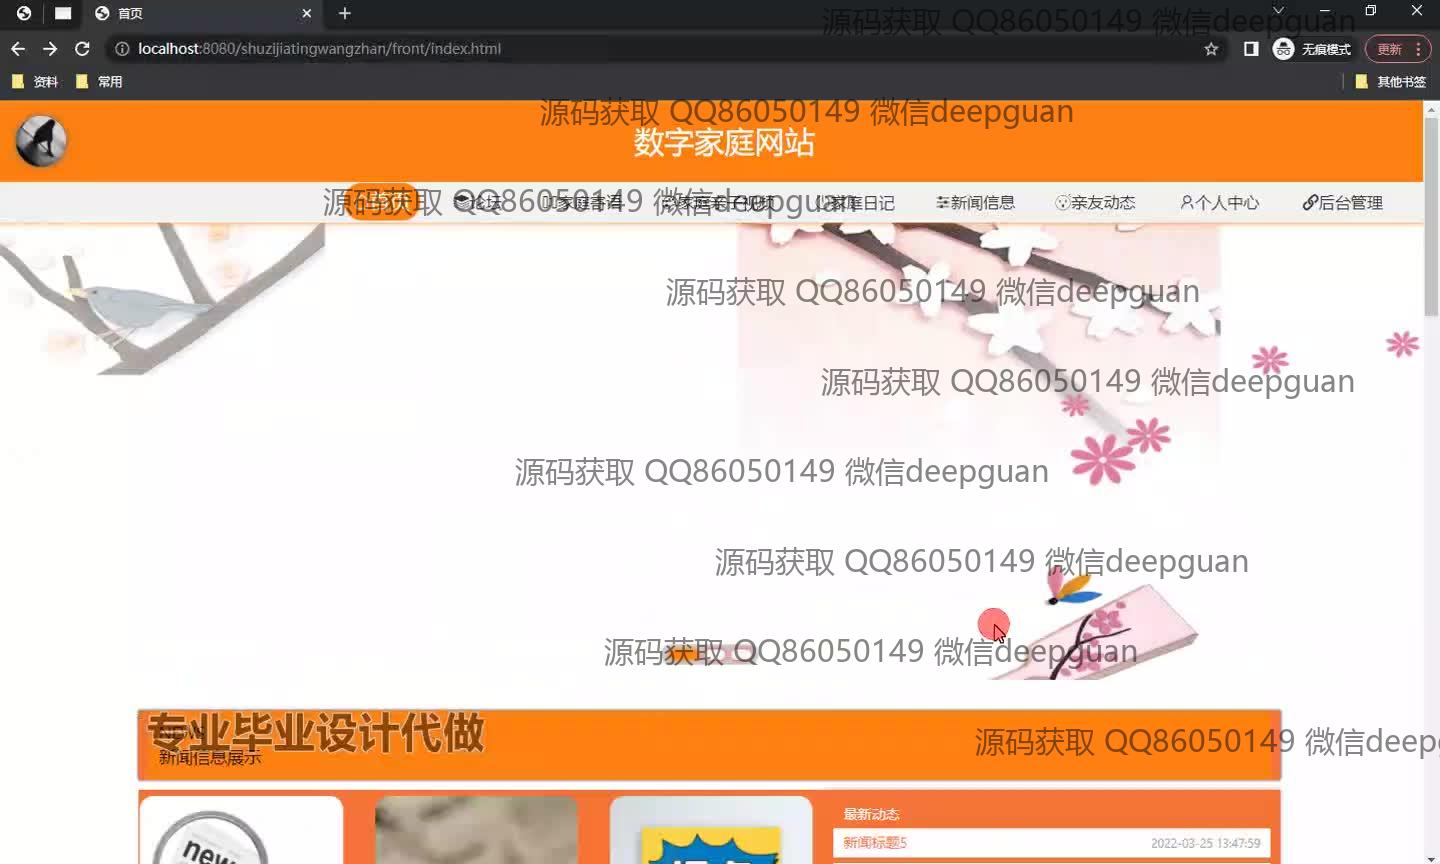 首页
localhost:8080/shuzijiatingwangzhan/front/index.html
无痕模式
更新
资料
常用
其他书签
源码获取 QQ86050149 微信deepguan
源码获取 QQ86050149 微信deepguan
数字家庭网站
首页
论坛
家庭亲子视频
家庭日记
新闻信息
亲友动态
个人中心
后台管理
源码获取 QQ86050149 微信deepguan
源码获取 QQ86050149 微信deepguan
源码获取 QQ86050149 微信deepguan
源码获取 QQ86050149 微信deepguan
源码获取 QQ86050149 微信deepguan
源码获取 QQ86050149 微信deepguan
专业毕业设计代做
新闻信息展示
源码获取 QQ86050149 微信deep
最新动态
新闻标题5
2022-03-25 13:47:59
new